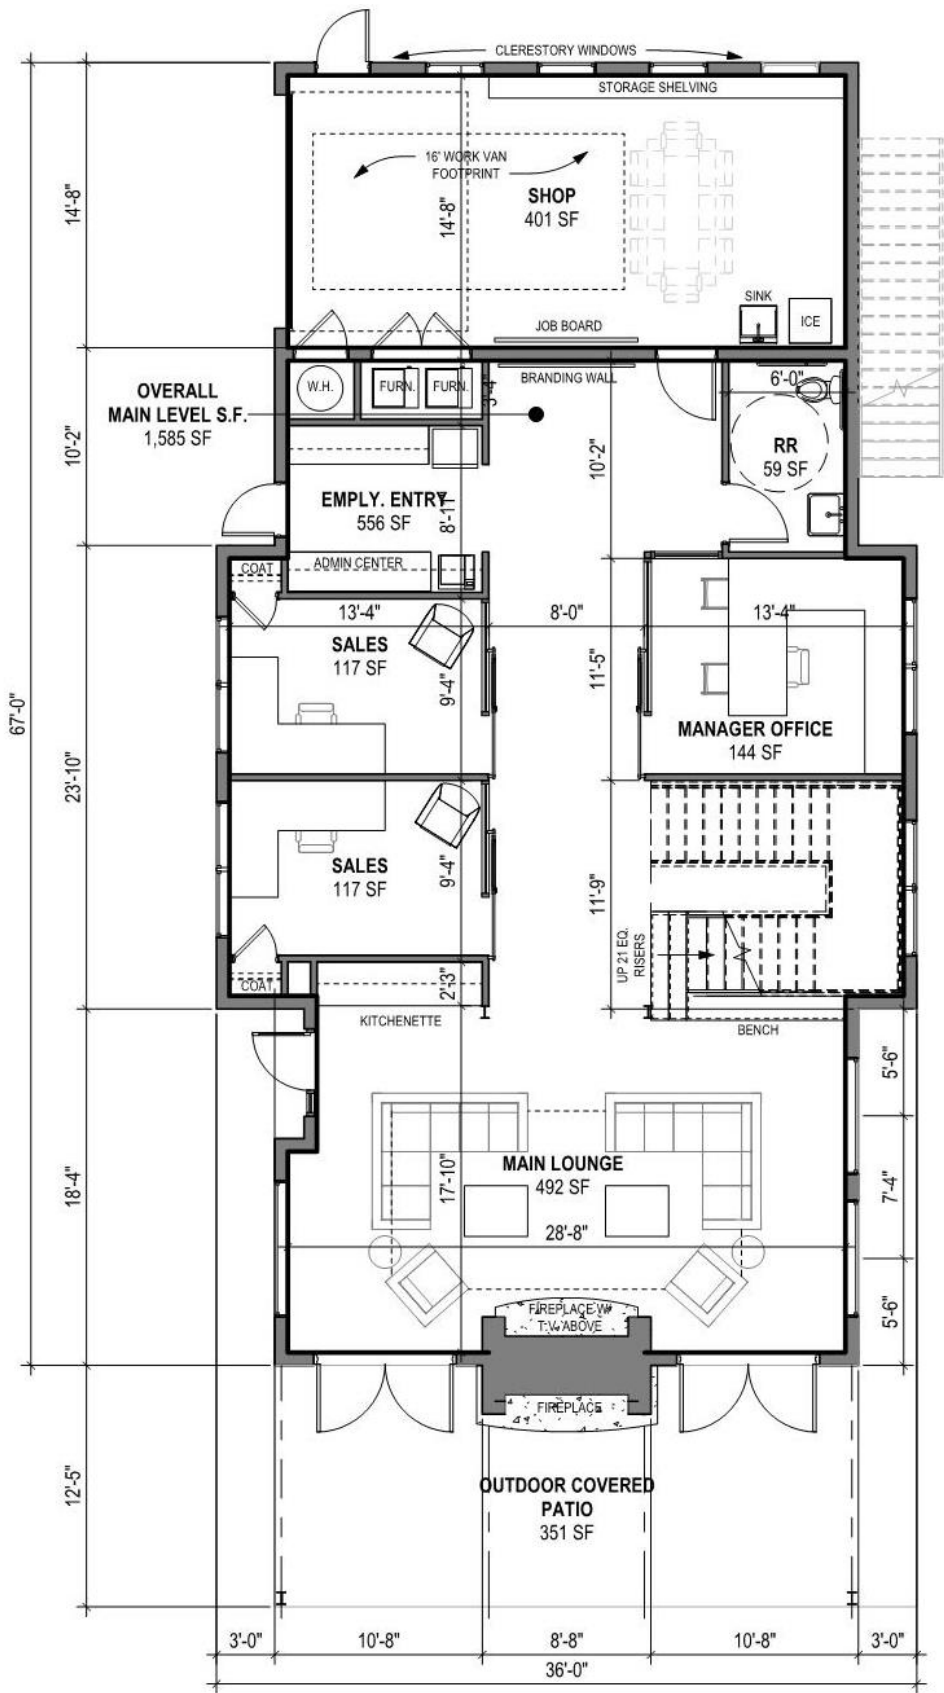 CLERESTORY WINDOWS
STORAGE SHELVING
16' WORK VAN
FOOTPRINT
SHOP
401 SF
14'-8"
14'-8"
SINK
ICE
JOB BOARD
OVERALL
MAIN LEVEL S.F.
1,585 SF
W.H.
FURN.
FURN.
3'-4"
BRANDING WALL
6'-0"
RR
59 SF
10'-2"
10'-2"
EMPLY. ENTRY
556 SF
8'-11"
COAT
ADMIN CENTER
13'-4"
8'-0"
13'-4"
SALES
117 SF
9'-4"
11'-5"
MANAGER OFFICE
144 SF
67'-0"
23'-10"
SALES
117 SF
9'-4"
11'-9"
UP 21 EQ.
RISERS
COAT
2'-3"
KITCHENETTE
BENCH
5'-6"
MAIN LOUNGE
492 SF
17'-10"
18'-4"
7'-4"
28'-8"
5'-6"
FIREPLACE W/
T.V. ABOVE
FIREPLACE
OUTDOOR COVERED
PATIO
351 SF
12'-5"
3'-0"
10'-8"
8'-8"
10'-8"
3'-0"
36'-0"